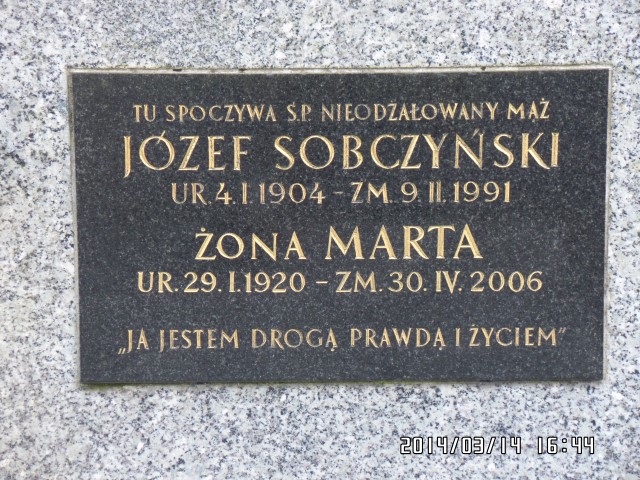 TU SPOCZYWA Ś.P. NIEODŻAŁOWANY MĄŻ
JÓZEF SOBCZYŃSKI
UR. 4. I. 1904 – ZM. 9. II. 1991
ŻONA MARTA
UR. 29. I. 1920 – ZM. 30. IV. 2006
„JA JESTEM DROGĄ PRAWDĄ I ŻYCIEM"
2014/03/14 16:44